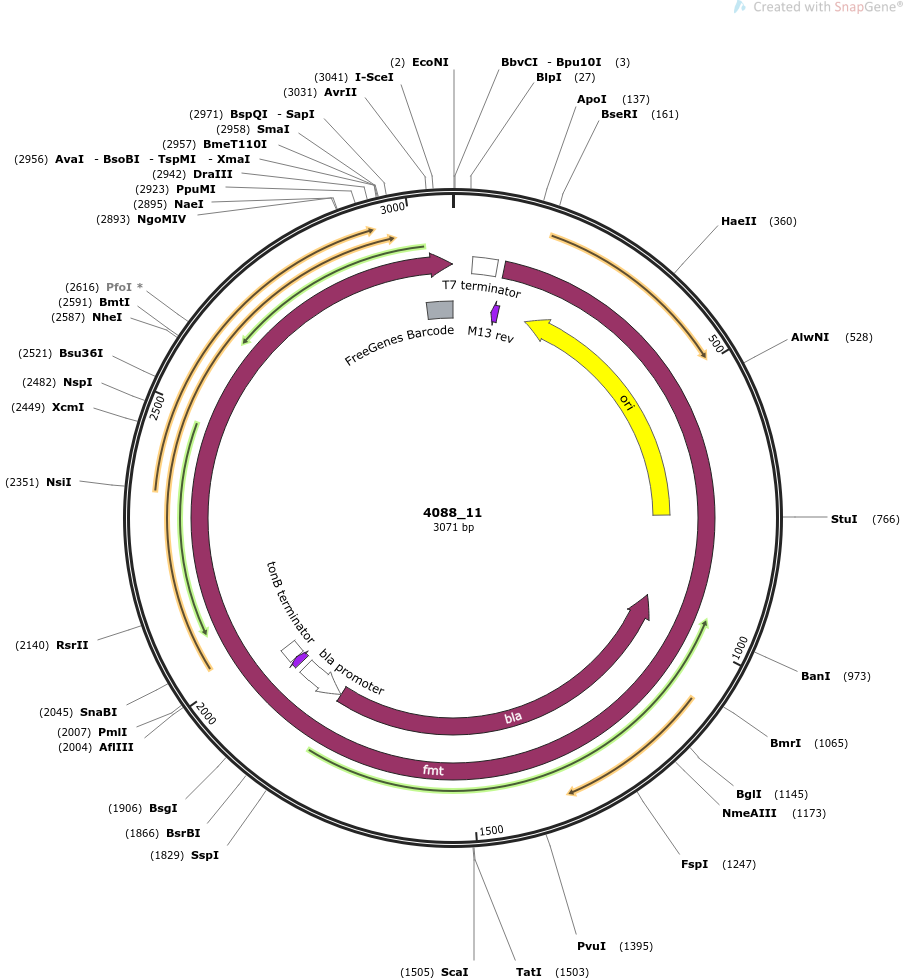 Created with SnapGene®
(2) EcoNI
BbvCI - Bpu10I (3)
(3041) I-SceI
BlpI (27)
(3031) AvrII
ApoI (137)
(2971) BspQI - SapI
BseRI (161)
(2958) SmaI
(2957) BmeT110I
(2956) AvaI - BsoBI - TspMI - XmaI
(2942) DraIII
(2923) PpuMI
(2895) NaeI
(2893) NgoMIV
3000
HaeII (360)
T7 terminator
(2616) PfoI *
(2591) BmtI
(2587) NheI
FreeGenes Barcode
M13 rev
500
AlwNI (528)
(2521) Bsu36I
(2482) NspI
(2449) XcmI
2500
ori
(2351) NsiI
4088_11
3071 bp
StuI (766)
tonB terminator
bla promoter
(2140) RsrII
1000
BanI (973)
(2045) SnaBI
(2007) PmlI
(2004) AflIII
2000
bla
BmrI (1065)
fmt
BglI (1145)
NmeAIII (1173)
(1906) BsgI
(1866) BsrBI
(1829) SspI
1500
FspI (1247)
PvuI (1395)
(1505) ScaI
TatI (1503)